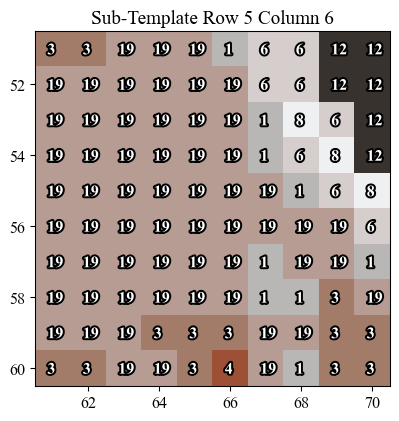 Sub-Template Row 5 Column 6
3 3 19 19 19 1 6 6 12 12
52 19 19 19 19 19 19 6 6 12 12
19 19 19 19 19 19 1 8 6 12
54 19 19 19 19 19 19 1 6 8 12
19 19 19 19 19 19 19 1 6 8
56 19 19 19 19 19 19 19 19 19 6
19 19 19 19 19 19 1 19 19 1
58 19 19 19 19 19 19 1 1 3 19
19 19 19 3 3 3 19 19 3 3
60 3 3 19 19 3 4 19 1 3 3
62 64 66 68 70